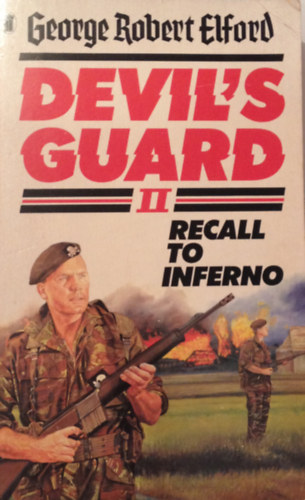 George Robert Elford
DEVIL'S
GUARD
II
RECALL
TO
INFERNO